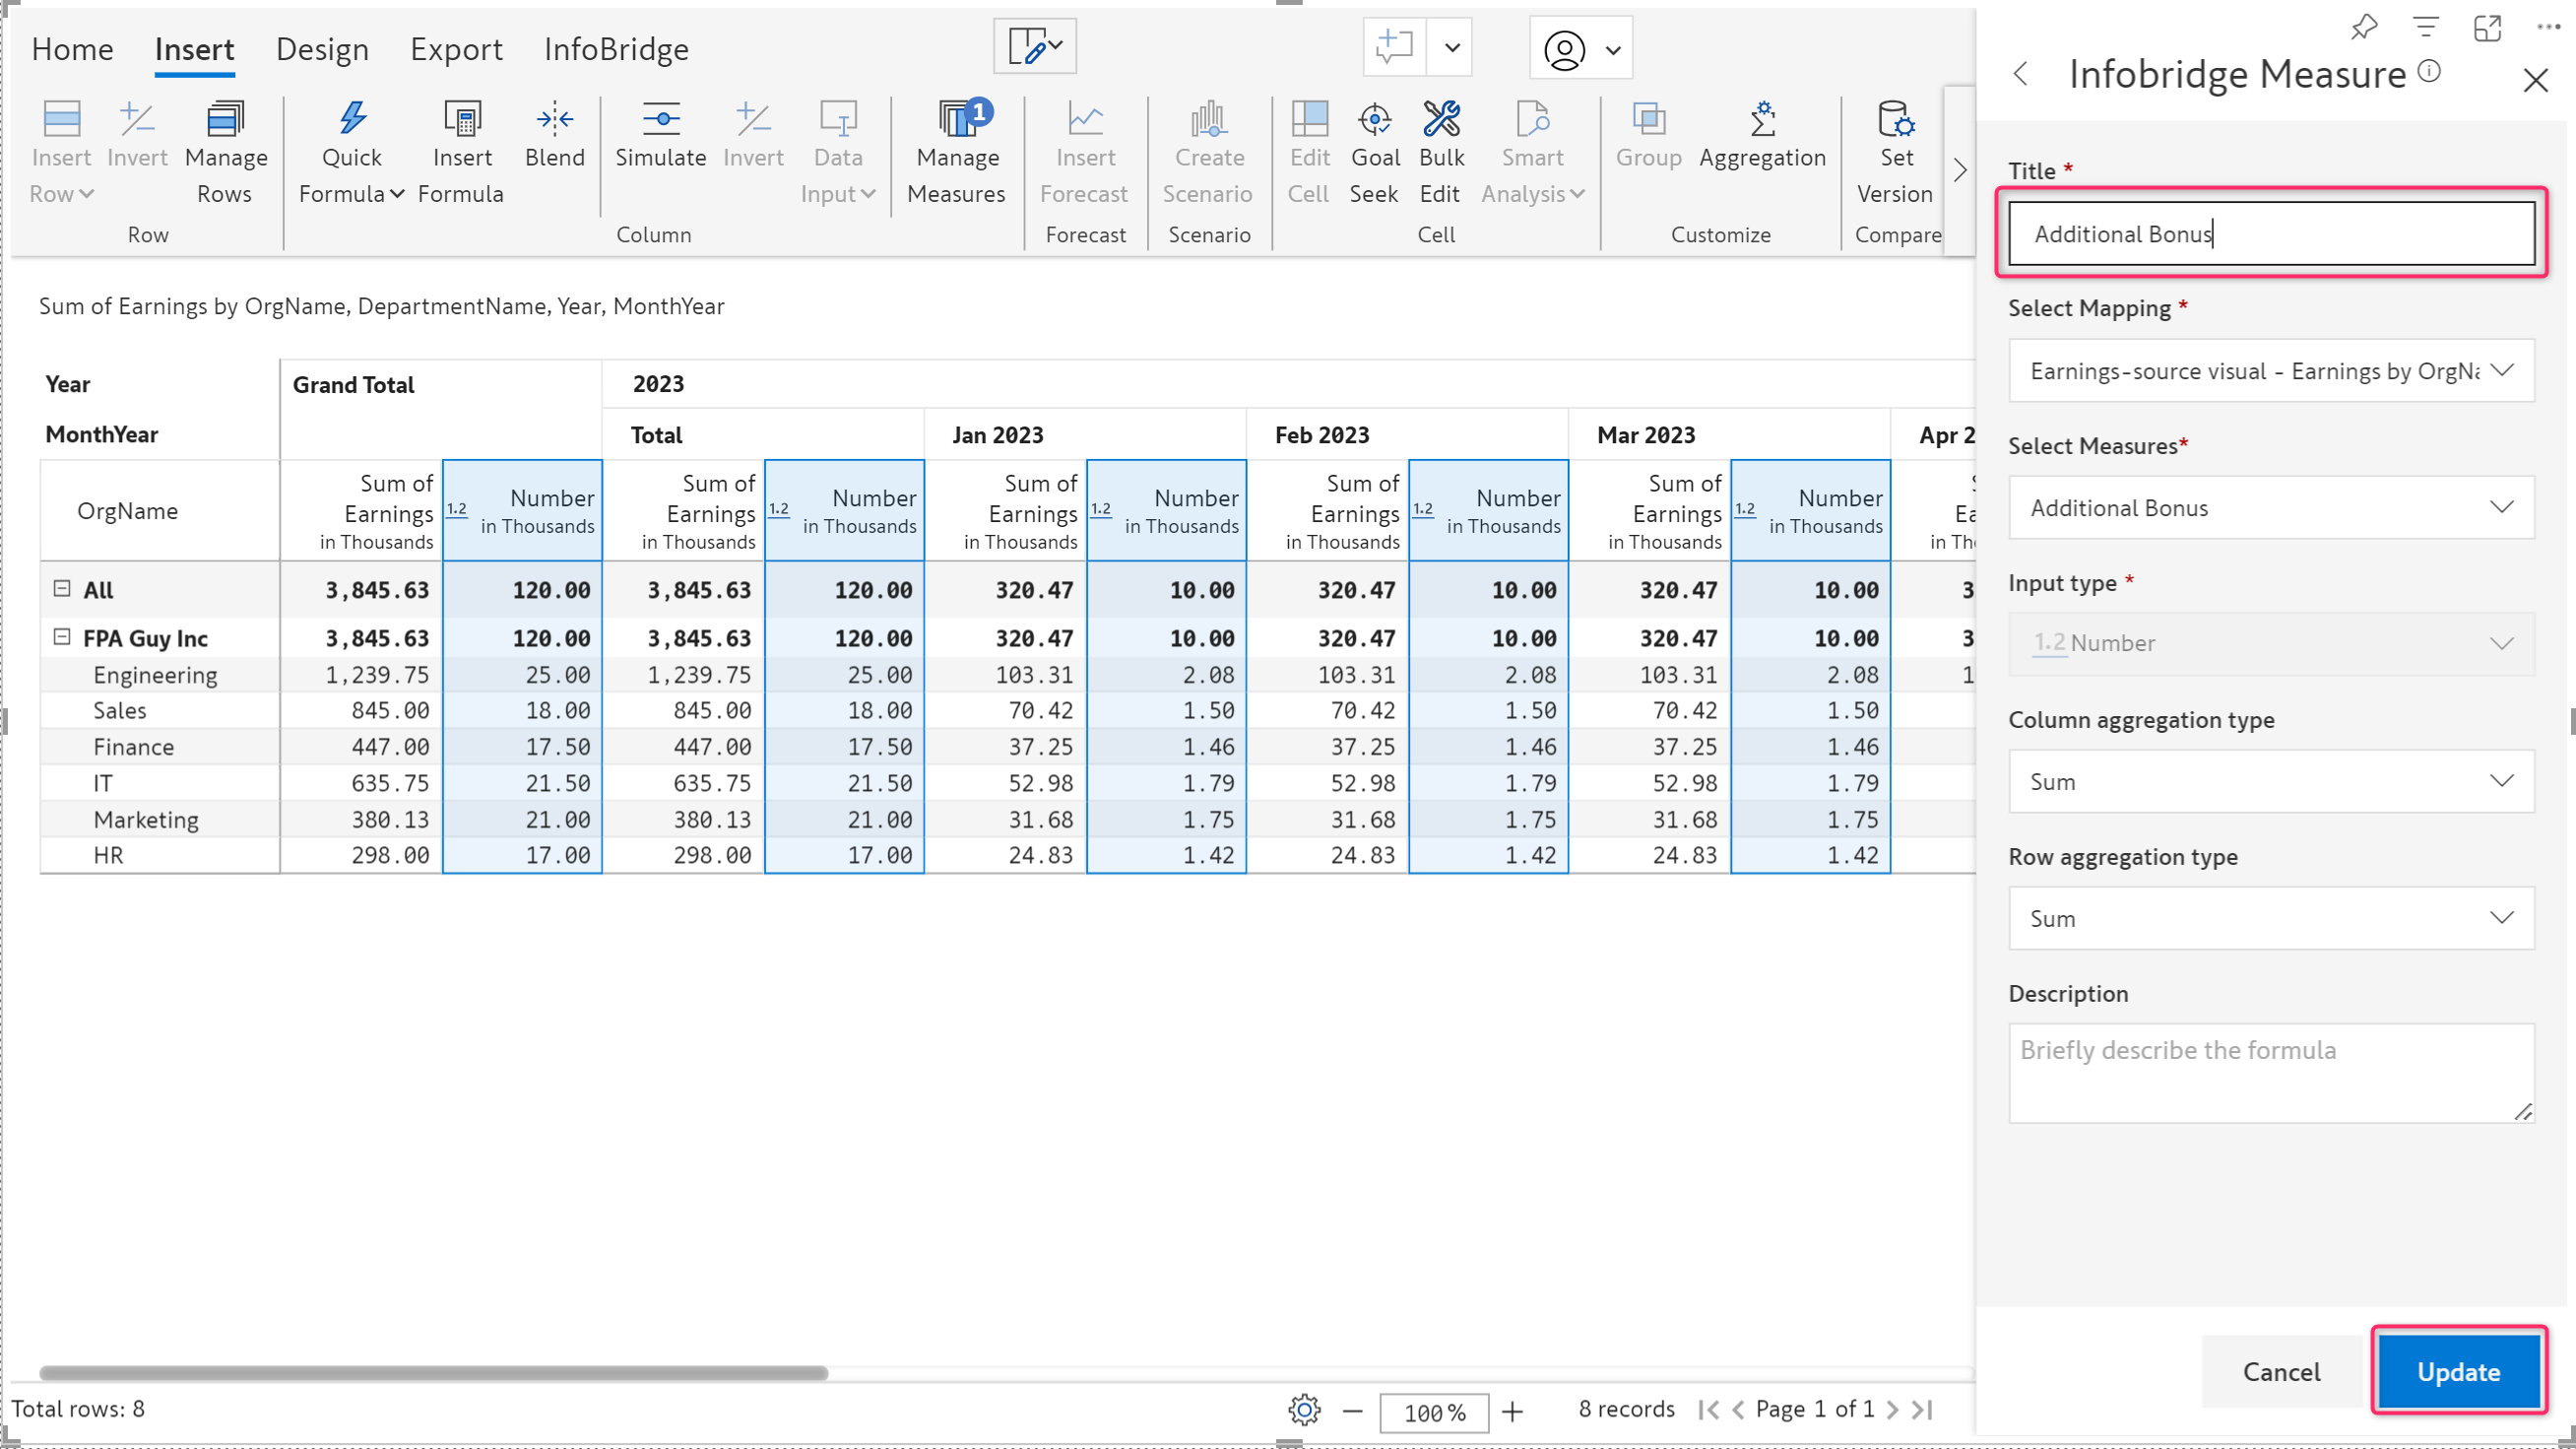 Home Insert Design Export InfoBridge
Insert Row
Invert
Manage Rows
Row
Quick Formula
Insert Formula
Blend
Simulate
Invert
Data Input
Column
1
Manage Measures
Insert Forecast
Forecast
Create Scenario
Scenario
Edit Cell
Goal Seek
Bulk Edit
Smart Analysis
Cell
Group
Aggregation
Customize
Set Version
Compare
Sum of Earnings by OrgName, DepartmentName, Year, MonthYear
Year Grand Total 2023
MonthYear Total Jan 2023 Feb 2023 Mar 2023 Apr 2
OrgName
Sum of Earnings in Thousands
1.2 Number in Thousands
Sum of Earnings in Thousands
1.2 Number in Thousands
Sum of Earnings in Thousands
1.2 Number in Thousands
Sum of Earnings in Thousands
1.2 Number in Thousands
Sum of Earnings in Thousands
1.2 Number in Thousands
All 3,845.63 120.00 3,845.63 120.00 320.47 10.00 320.47 10.00 320.47 10.00 3
FPA Guy Inc 3,845.63 120.00 3,845.63 120.00 320.47 10.00 320.47 10.00 320.47 10.00 3
Engineering 1,239.75 25.00 1,239.75 25.00 103.31 2.08 103.31 2.08 103.31 2.08 1
Sales 845.00 18.00 845.00 18.00 70.42 1.50 70.42 1.50 70.42 1.50
Finance 447.00 17.50 447.00 17.50 37.25 1.46 37.25 1.46 37.25 1.46
IT 635.75 21.50 635.75 21.50 52.98 1.79 52.98 1.79 52.98 1.79
Marketing 380.13 21.00 380.13 21.00 31.68 1.75 31.68 1.75 31.68 1.75
HR 298.00 17.00 298.00 17.00 24.83 1.42 24.83 1.42 24.83 1.42
Total rows: 8
100%
8 records
Page 1 of 1
Infobridge Measure
Title *
Additional Bonus
Select Mapping *
Earnings-source visual - Earnings by OrgNa
Select Measures*
Additional Bonus
Input type *
1.2 Number
Column aggregation type
Sum
Row aggregation type
Sum
Description
Briefly describe the formula
Cancel
Update